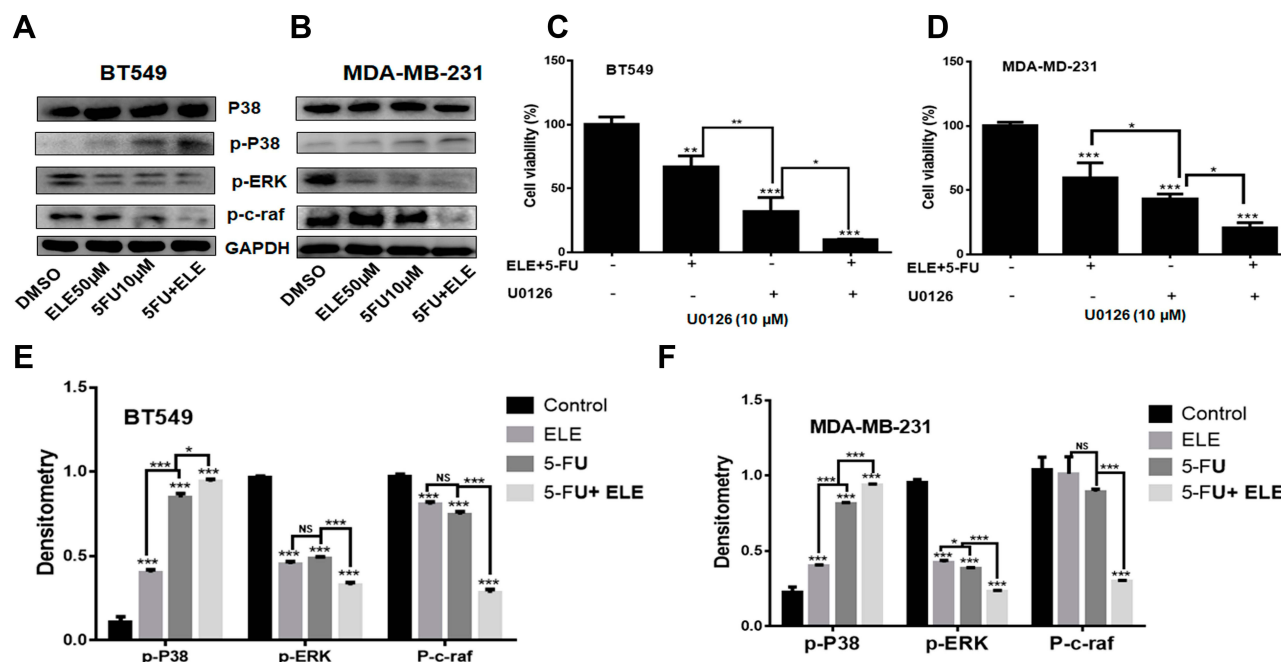 A
BT549
B
MDA-MB-231
P38
p-P38
p-ERK
p-c-raf
GAPDH
DMSO
ELE50µM
5FU10µM
5FU+ELE
DMSO
ELE50µM
5FU10µM
5FU+ELE
C
150
100
50
0
Cell viability (%)
BT549
**
***
***
**
*
ELE+5-FU - + - +
U0126 - - + +
U0126 (10 µM)
D
150
100
50
0
Cell viability (%)
MDA-MD-231
***
***
***
*
*
ELE+5-FU - + - +
U0126 - - + +
U0126 (10 µM)
E
1.5
1.0
0.5
0.0
Densitometry
BT549
*** *
*** *** ***
NS ***
*** *** ***
NS ***
*** *** ***
p-P38 p-ERK P-c-raf
Control
ELE
5-FU
5-FU+ ELE
F
1.5
1.0
0.5
0.0
Densitometry
MDA-MB-231
*** ***
*** *** ***
* ***
*** *** ***
NS ***
***
p-P38 p-ERK P-c-raf
Control
ELE
5-FU
5-FU+ ELE